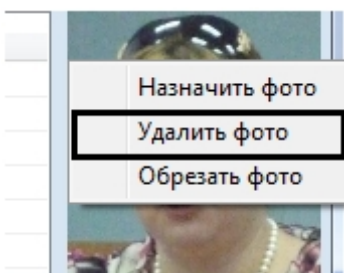 Назначить фото
Удалить фото
Обрезать фото